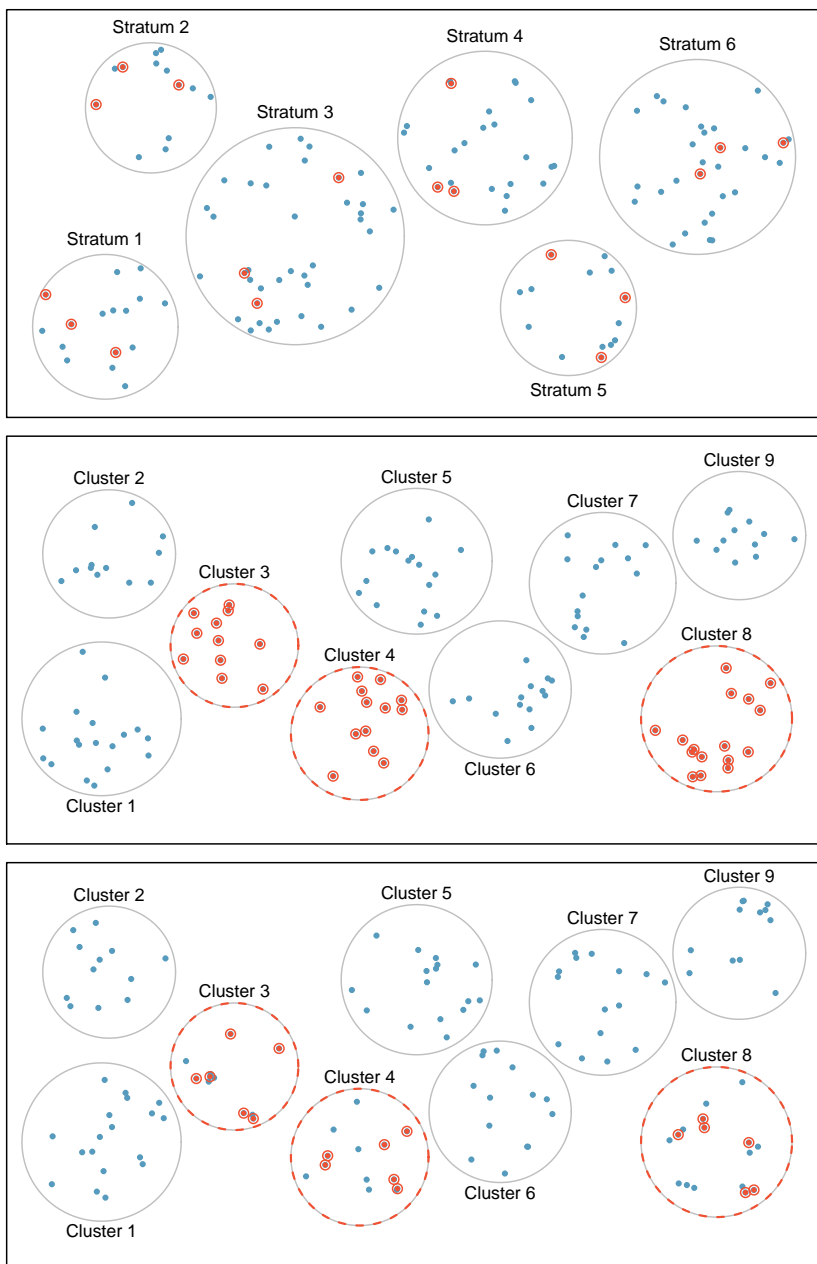 Stratum 2
Stratum 4
Stratum 6
Stratum 3
Stratum 1
Stratum 5
Cluster 9
Cluster 2
Cluster 5
Cluster 7
Cluster 3
Cluster 8
Cluster 4
Cluster 6
Cluster 1
Cluster 9
Cluster 2
Cluster 5
Cluster 7
Cluster 3
Cluster 8
Cluster 4
Cluster 6
Cluster 1